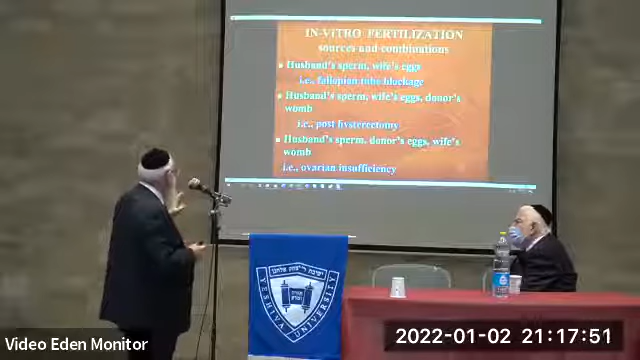 IN-VITRO FERTILIZATION
sources and combinations
Husband's sperm, wife's eggs
i.e., fallopian tube blockage
Husband's sperm, wife's eggs, donor's
womb
i.e., post hysterectomy
Husband's sperm, donor's eggs, wife's
womb
i.e., ovarian insufficiency
YESHIVA UNIVERSITY
Video Eden Monitor
2022-01-02 21:17:51